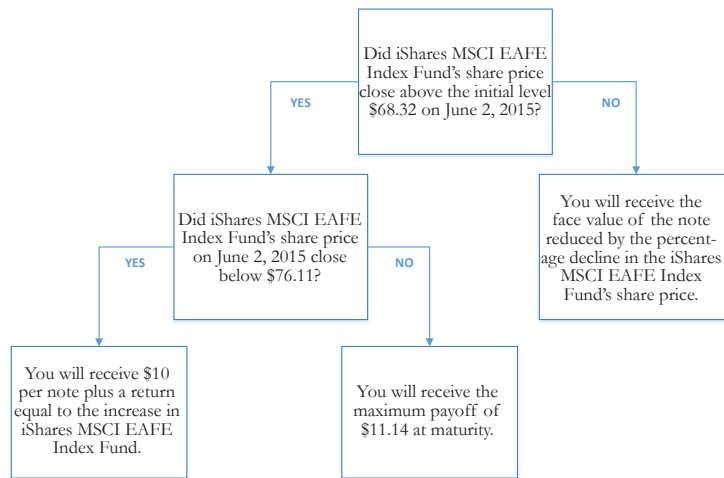 Did iShares MSCI EAFE
Index Fund's share price
close above the initial level
$68.32 on June 2, 2015?
YES
NO
Did iShares MSCI EAFE
Index Fund's share price
on June 2, 2015 close
below $76.11?
You will receive the
face value of the note
reduced by the percent-
age decline in the iShares
MSCI EAFE Index
Fund's share price.
YES
NO
You will receive $10
per note plus a return
equal to the increase in
iShares MSCI EAFE
Index Fund.
You will receive the
maximum payoff of
$11.14 at maturity.